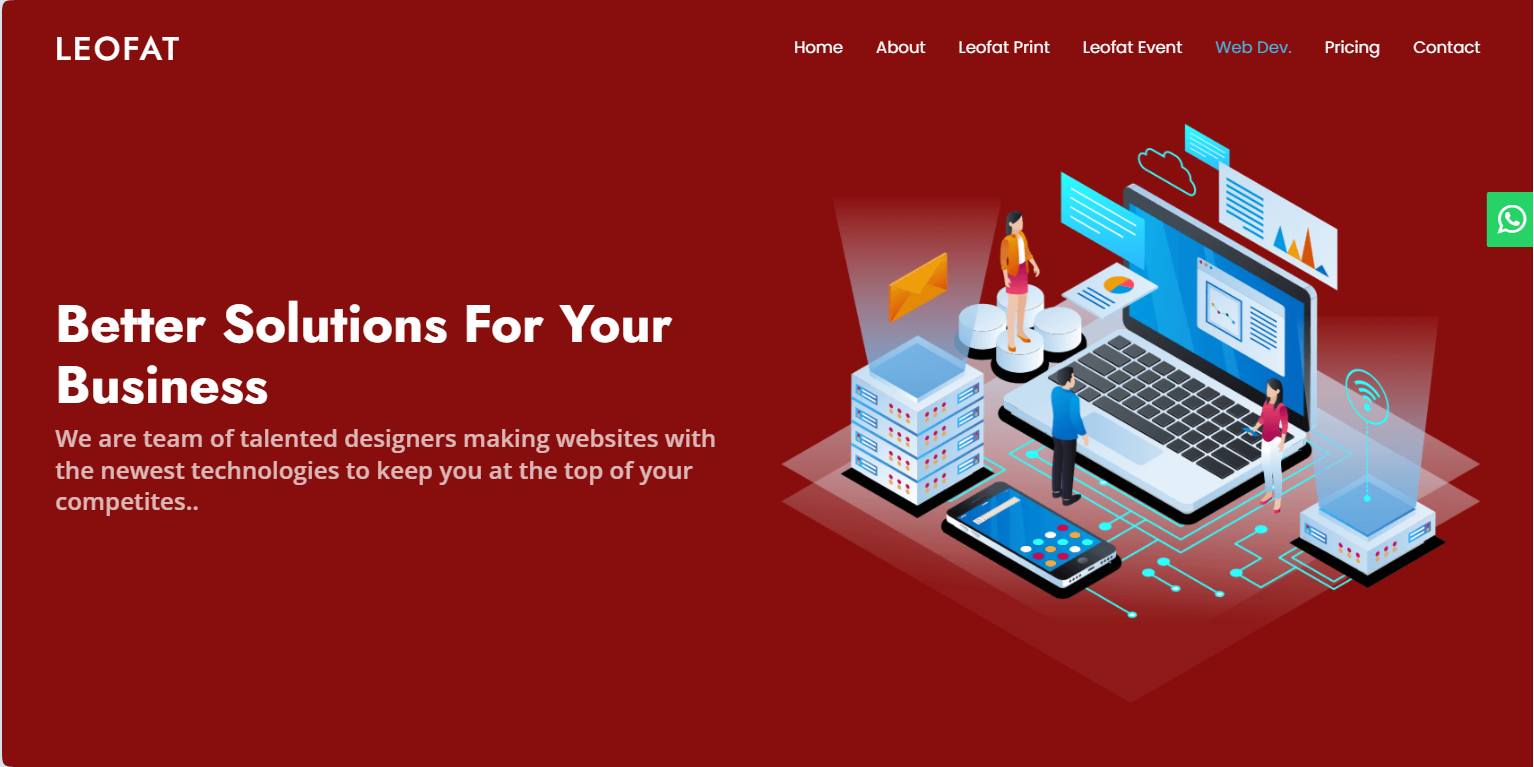 LEOFAT
Home About Leofat Print Leofat Event Web Dev. Pricing Contact
Better Solutions For Your
Business
We are team of talented designers making websites with
the newest technologies to keep you at the top of your
competites..